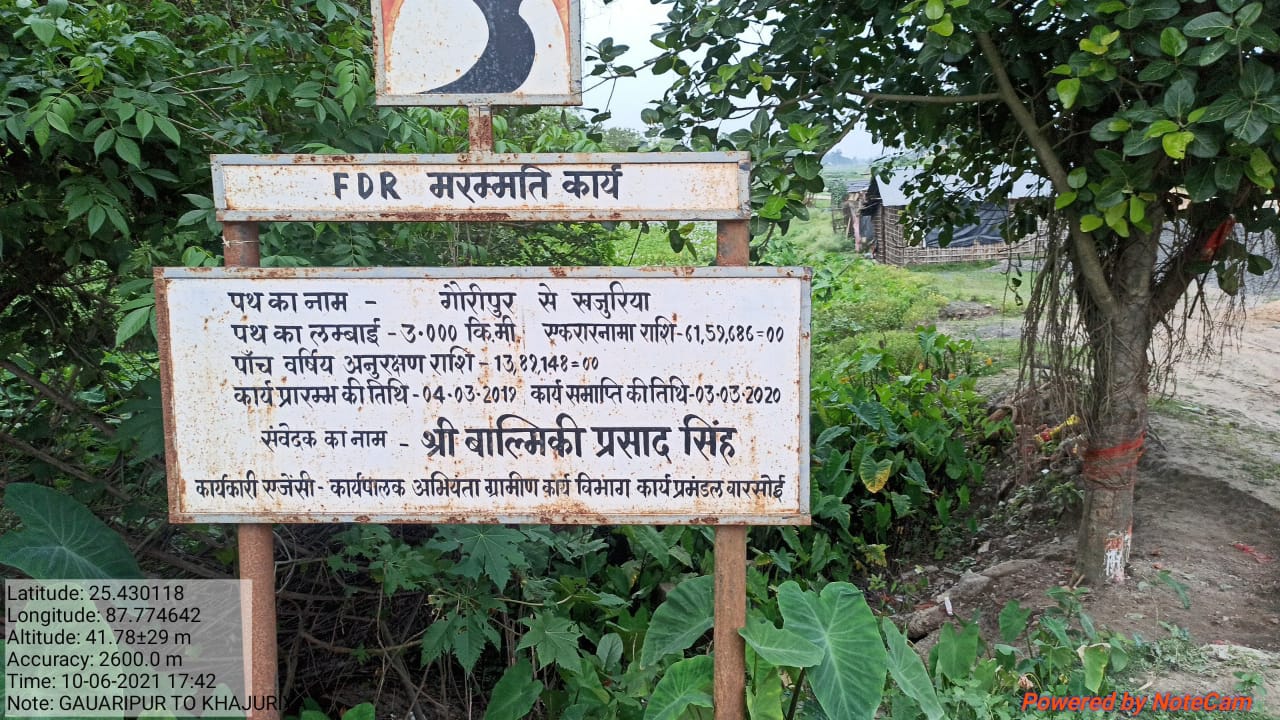 FDR मरम्मति कार्य
पथ का नाम - गौरीपुर से खजुरिया
पथ का लम्बाई - 3.000 कि.मी. एकरारनामा राशि-61,59,686=00
पाँच वर्षिय अनुरक्षण राशि - 13,81,148=00
कार्य प्रारम्भ की तिथि - 04.03.2019 कार्य समाप्ति की तिथि-03.03.2020
संवेदक का नाम - श्री बाल्मिकी प्रसाद सिंह
कार्यकारी एजेंसी - कार्यपालक अभियंता ग्रामीण कार्य विभाग कार्य प्रमंडल बारसोई
Latitude: 25.430118
Longitude: 87.774642
Altitude: 41.78±29 m
Accuracy: 2600.0 m
Time: 10-06-2021 17:42
Note: GAUARIPUR TO KHAJURIY
Powered by NoteCam